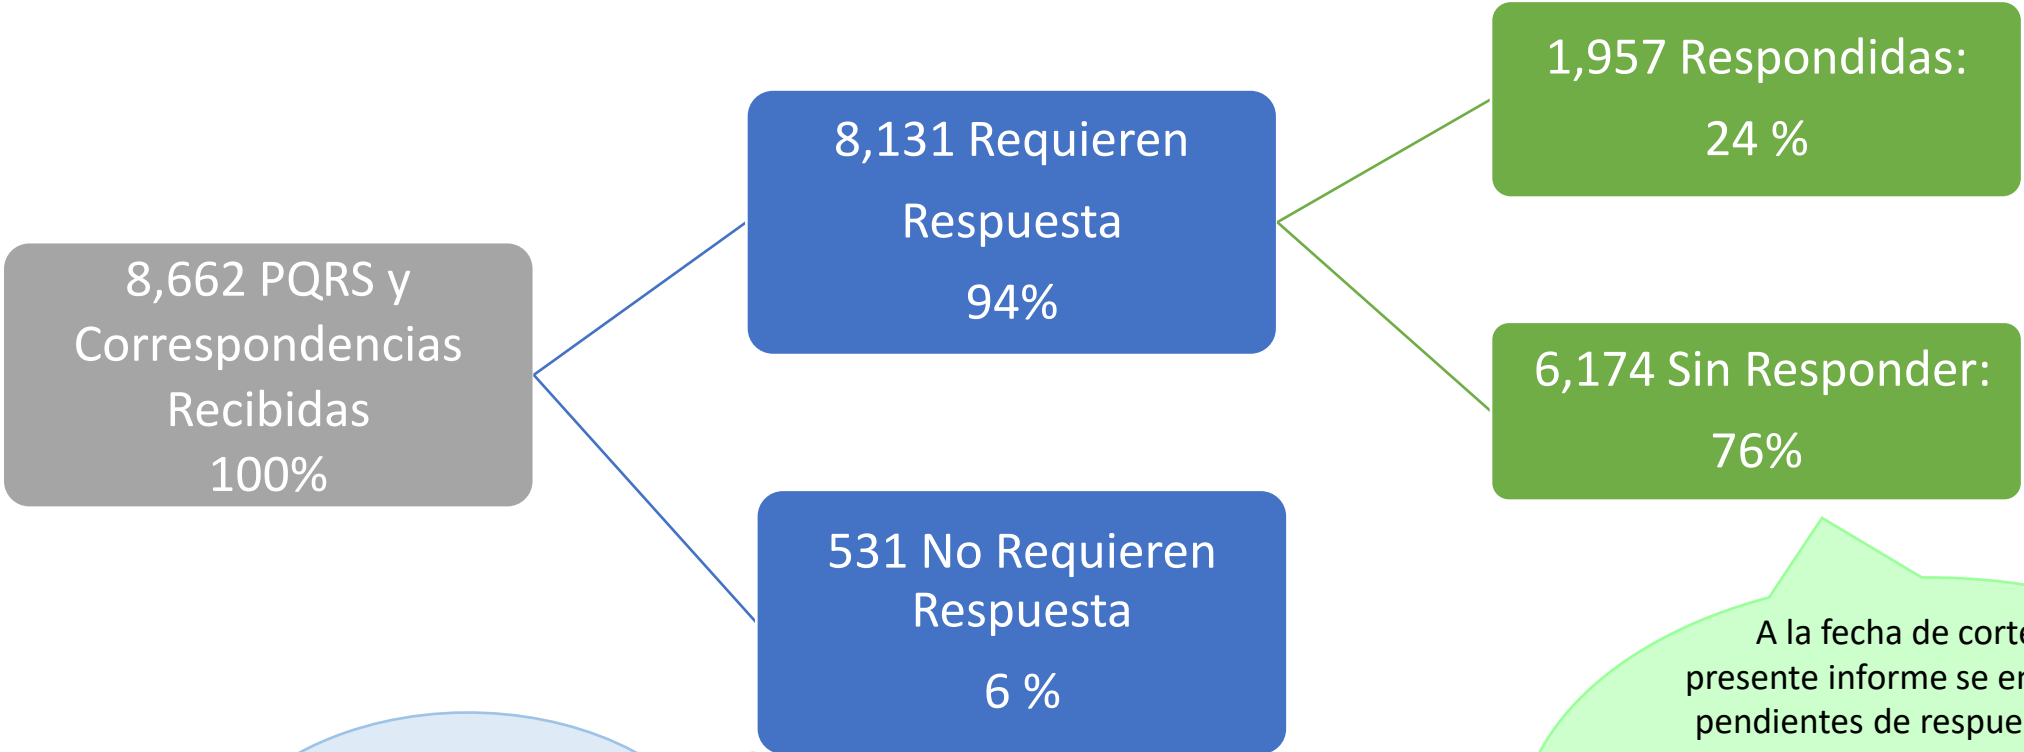 8,662 PQRS y
Correspondencias
Recibidas
100%
8,131 Requieren
Respuesta
94%
531 No Requieren
Respuesta
6 %
1,957 Respondidas:
24 %
6,174 Sin Responder:
76%
A la fecha de corte
presente informe se
pendientes de